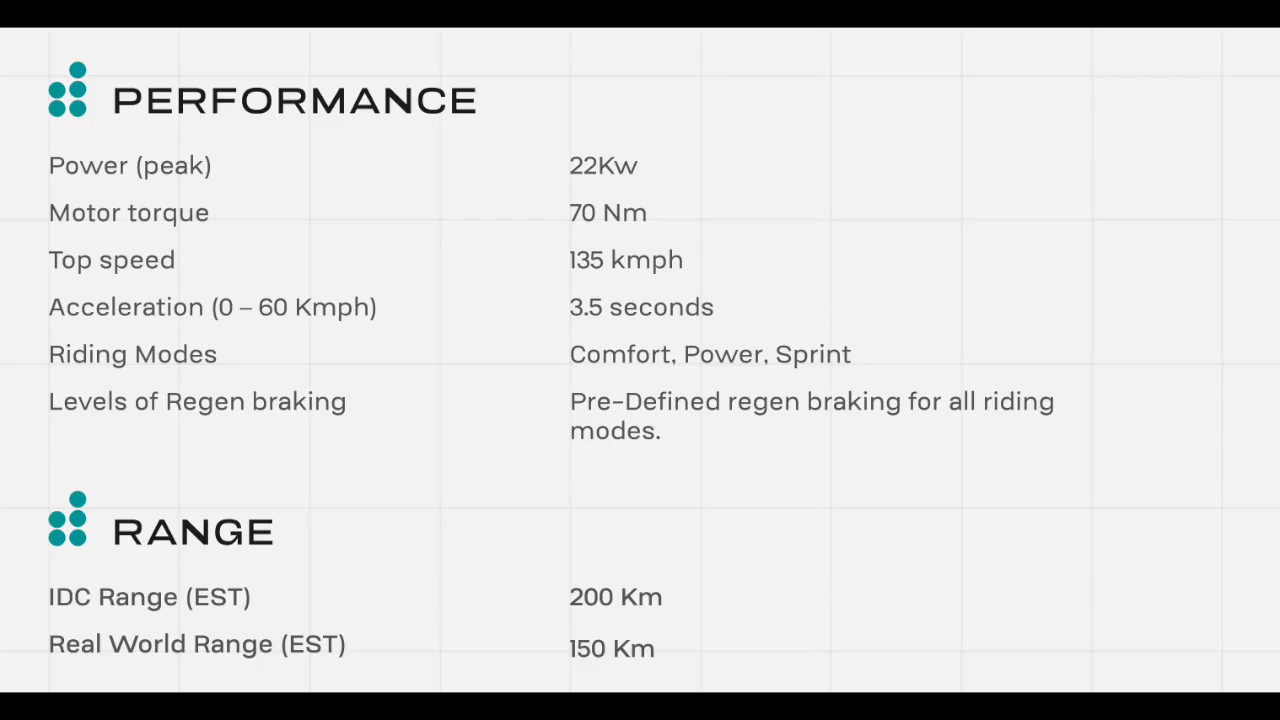 PERFORMANCE
Power (peak) 22Kw
Motor torque 70 Nm
Top speed 135 kmph
Acceleration (0 – 60 Kmph) 3.5 seconds
Riding Modes Comfort, Power, Sprint
Levels of Regen braking Pre-Defined regen braking for all riding
modes.
RANGE
IDC Range (EST) 200 Km
Real World Range (EST) 150 Km